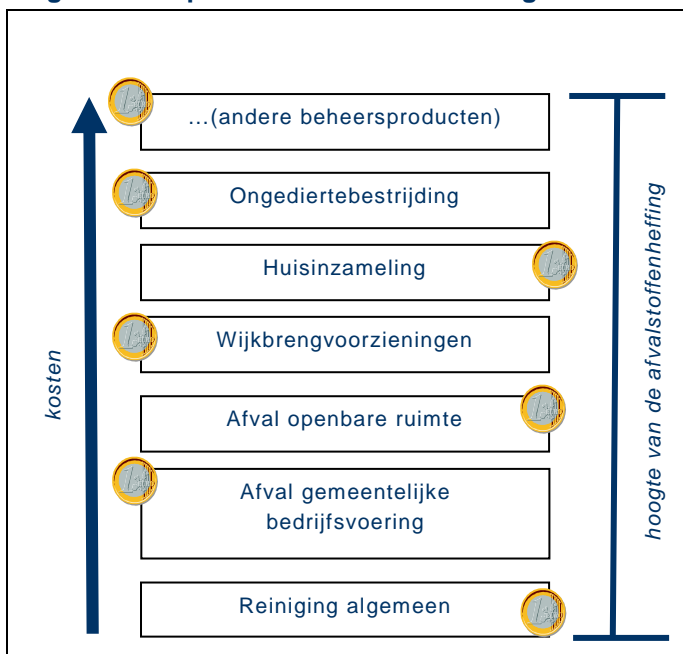 ...(andere beheersproducten)
Ongediertebestrijding
Huisinzameling
Wijkbrengvoorzieningen
Afval openbare ruimte
Afval gemeentelijke
bedrijfsvoering
Reiniging algemeen
kosten
hoogte van de afvalstoffenheffing